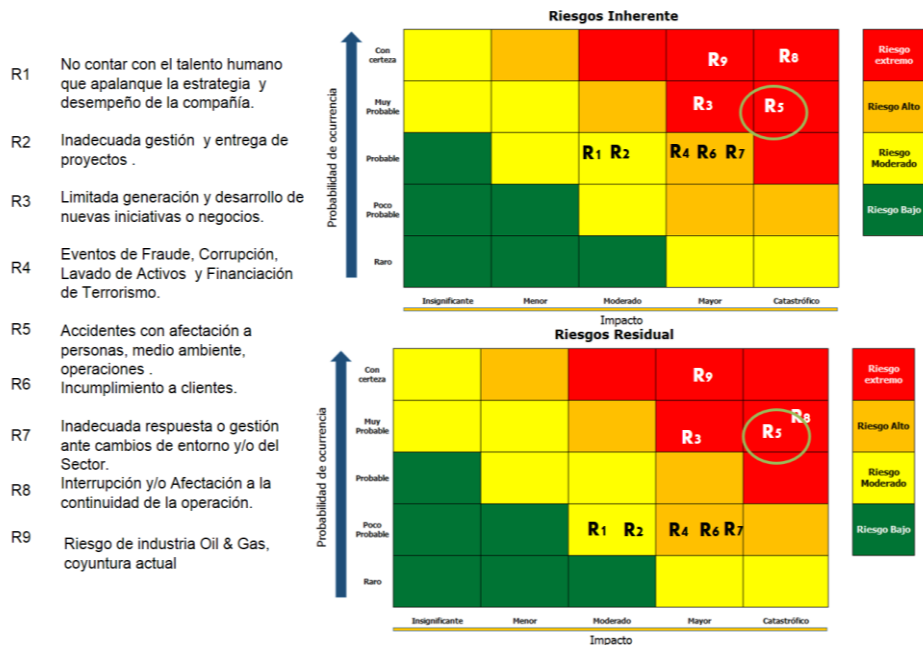 R1
No contar con el talento humano
que apalanque la estrategia y
desempeño de la compañía.
R2
Inadecuada gestión y entrega de
proyectos .
R3
Limitada generación y desarrollo de
nuevas iniciativas o negocios.
R4
Eventos de Fraude, Corrupción,
Lavado de Activos y Financiación
de Terrorismo.
R5
Accidentes con afectación a
personas, medio ambiente,
operaciones .
R6
Incumplimiento a clientes.
R7
Inadecuada respuesta o gestión
ante cambios de entorno y/o del
Sector.
R8
Interrupción y/o Afectación a la
continuidad de la operación.
R9
Riesgo de industria Oil & Gas,
coyuntura actual
Riesgos Inherente
Probabilidad de ocurrencia
Con
certeza
R9
R8
Muy
Probable
R3
R5
Probable
R1 R2
R4 R6 R7
Poco
Probable
Raro
Insignificante
Menor
Moderado
Mayor
Catastrófico
Impacto
Riesgo
extremo
Riesgo Alto
Riesgo
Moderado
Riesgo Bajo
Riesgos Residual
Probabilidad de ocurrencia
Con
certeza
R9
Muy
Probable
R3
R5
R8
Probable
Poco
Probable
R1 R2
R4 R6 R7
Raro
Insignificante
Menor
Moderado
Mayor
Catastrófico
Impacto
Riesgo
extremo
Riesgo Alto
Riesgo
Moderado
Riesgo Bajo